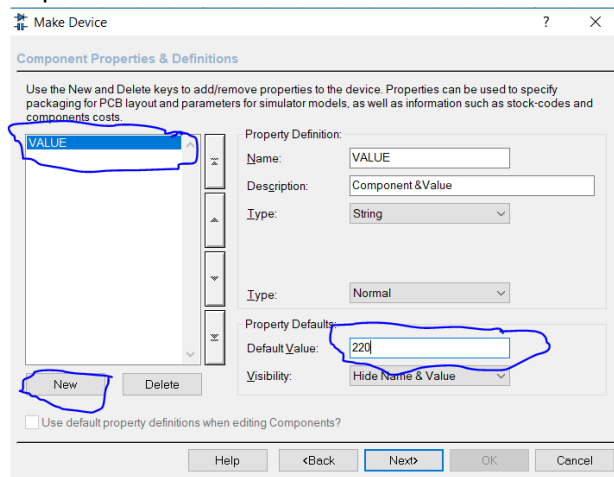 Make Device
? ×
Component Properties & Definitions
Use the New and Delete keys to add/remove properties to the device. Properties can be used to specify
packaging for PCB layout and parameters for simulator models, as well as information such as stock-codes and
components costs.
VALUE
Property Definition:
Name: VALUE
Description: Component &Value
Type: String
Type: Normal
Property Defaults:
Default Value: 220
Visibility: Hide Name & Value
New Delete
Use default property definitions when editing Components?
Help <Back Next> OK Cancel